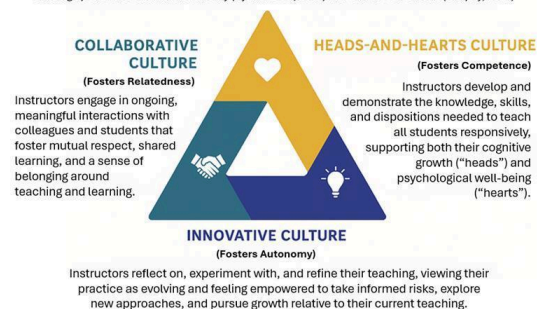 COLLABORATIVE
CULTURE
(Fosters Relatedness)
Instructors engage in ongoing,
meaningful interactions with
colleagues and students that
foster mutual respect, shared
learning, and a sense of
belonging around
teaching and learning.
HEADS-AND-HEARTS CULTURE
(Fosters Competence)
Instructors develop and
demonstrate the knowledge, skills,
and dispositions needed to teach
all students responsively,
supporting both their cognitive
growth (“heads”) and
psychological well-being
(“hearts”).
INNOVATIVE CULTURE
(Fosters Autonomy)
Instructors reflect on, experiment with, and refine their teaching, viewing their
practice as evolving and feeling empowered to take informed risks, explore
new approaches, and pursue growth relative to their current teaching.